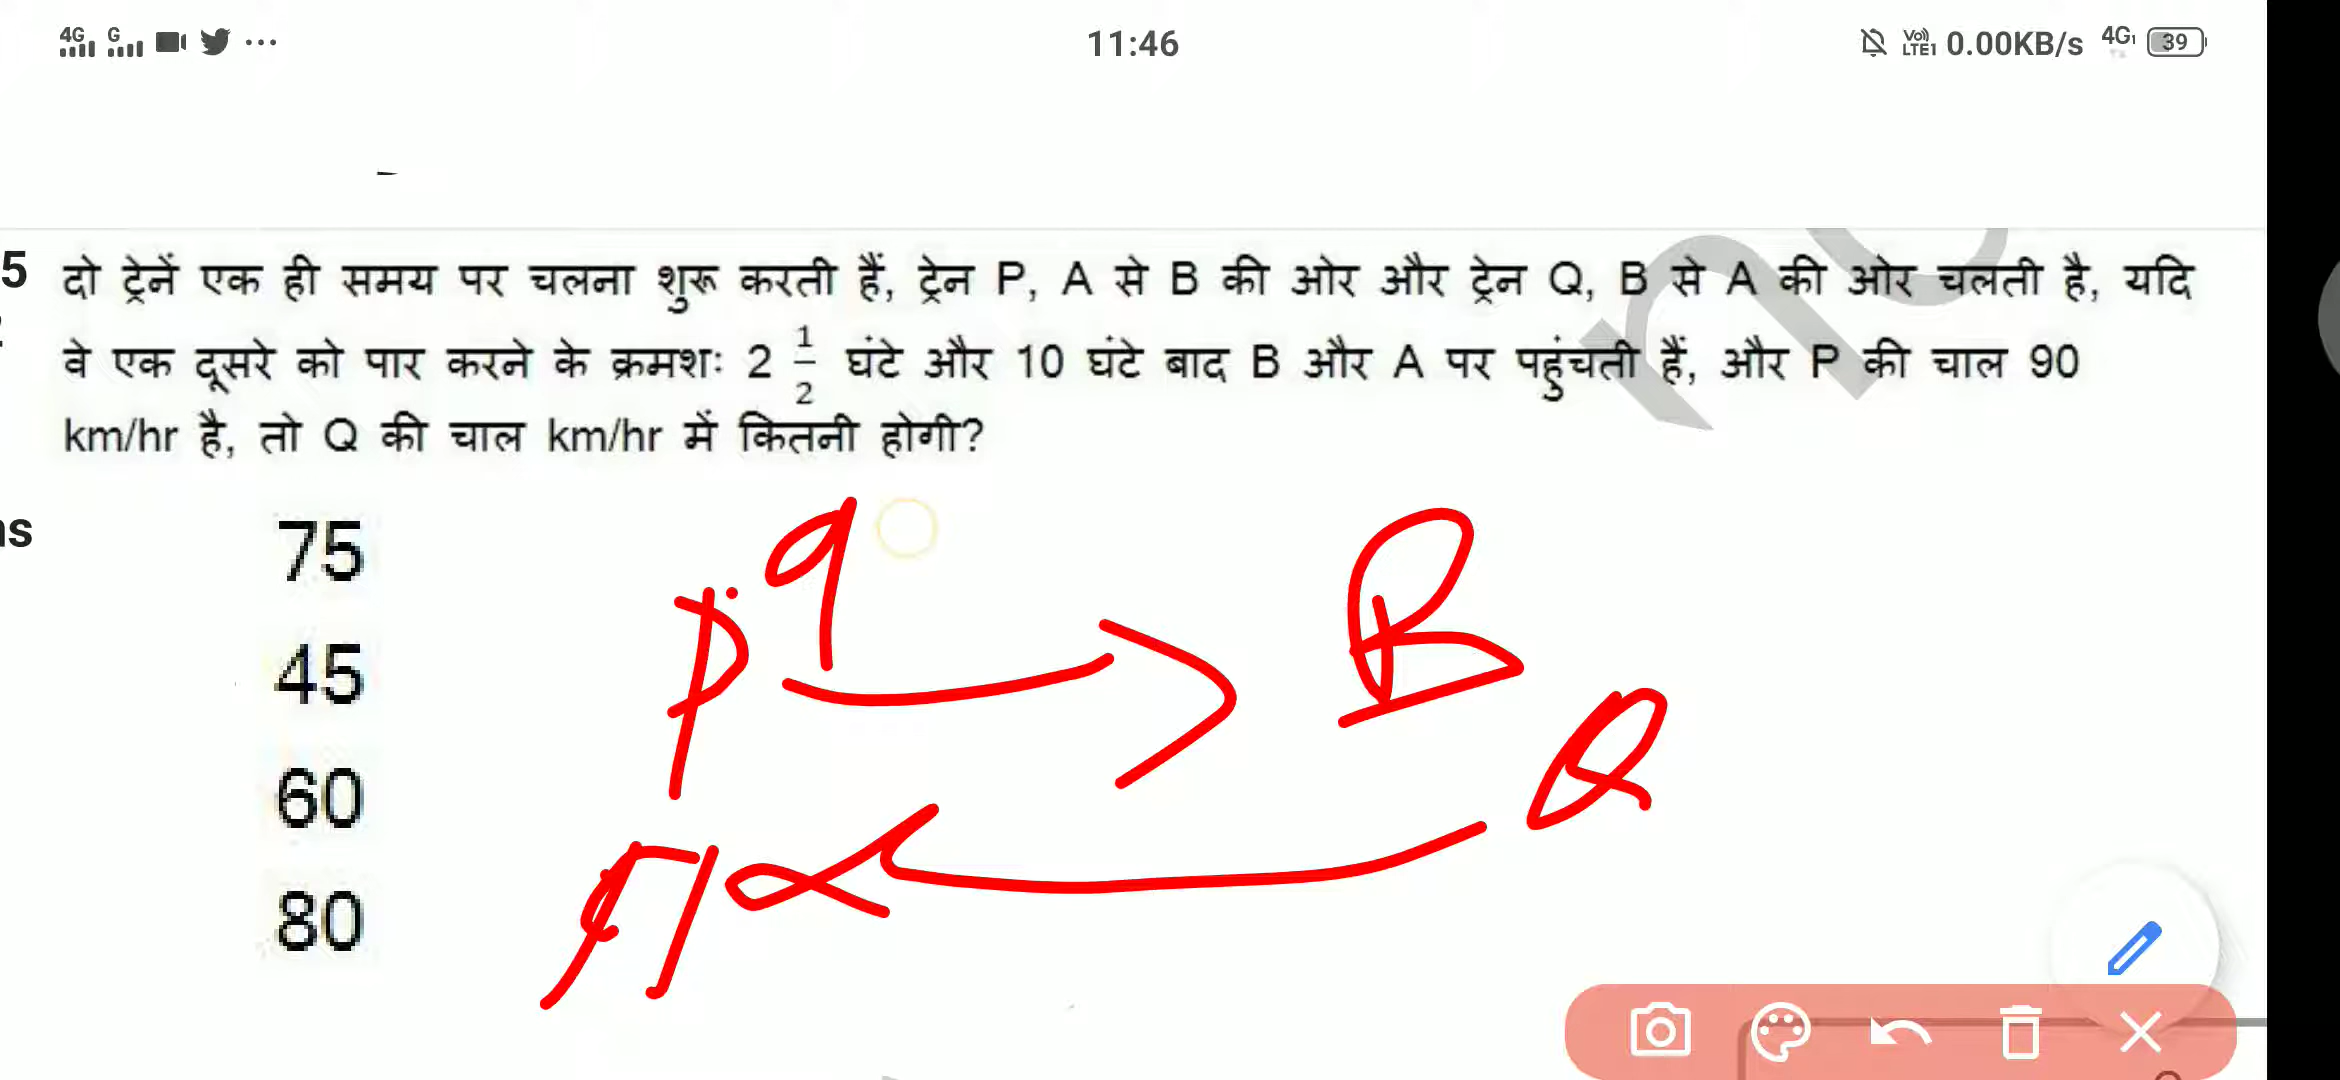 4G G ... 11:46 VoI) LTE1 0.00KB/s 4G 39
5 दो ट्रेनें एक ही समय पर चलना शुरू करती हैं, ट्रेन P, A से B की ओर और ट्रेन Q, B से A की ओर चलती है, यदि
वे एक दूसरे को पार करने के क्रमशः 2 1/2 घंटे और 10 घंटे बाद B और A पर पहुंचती हैं, और P की चाल 90
km/hr है, तो Q की चाल km/hr में कितनी होगी?
75
45
60
80
P 9 B
Q